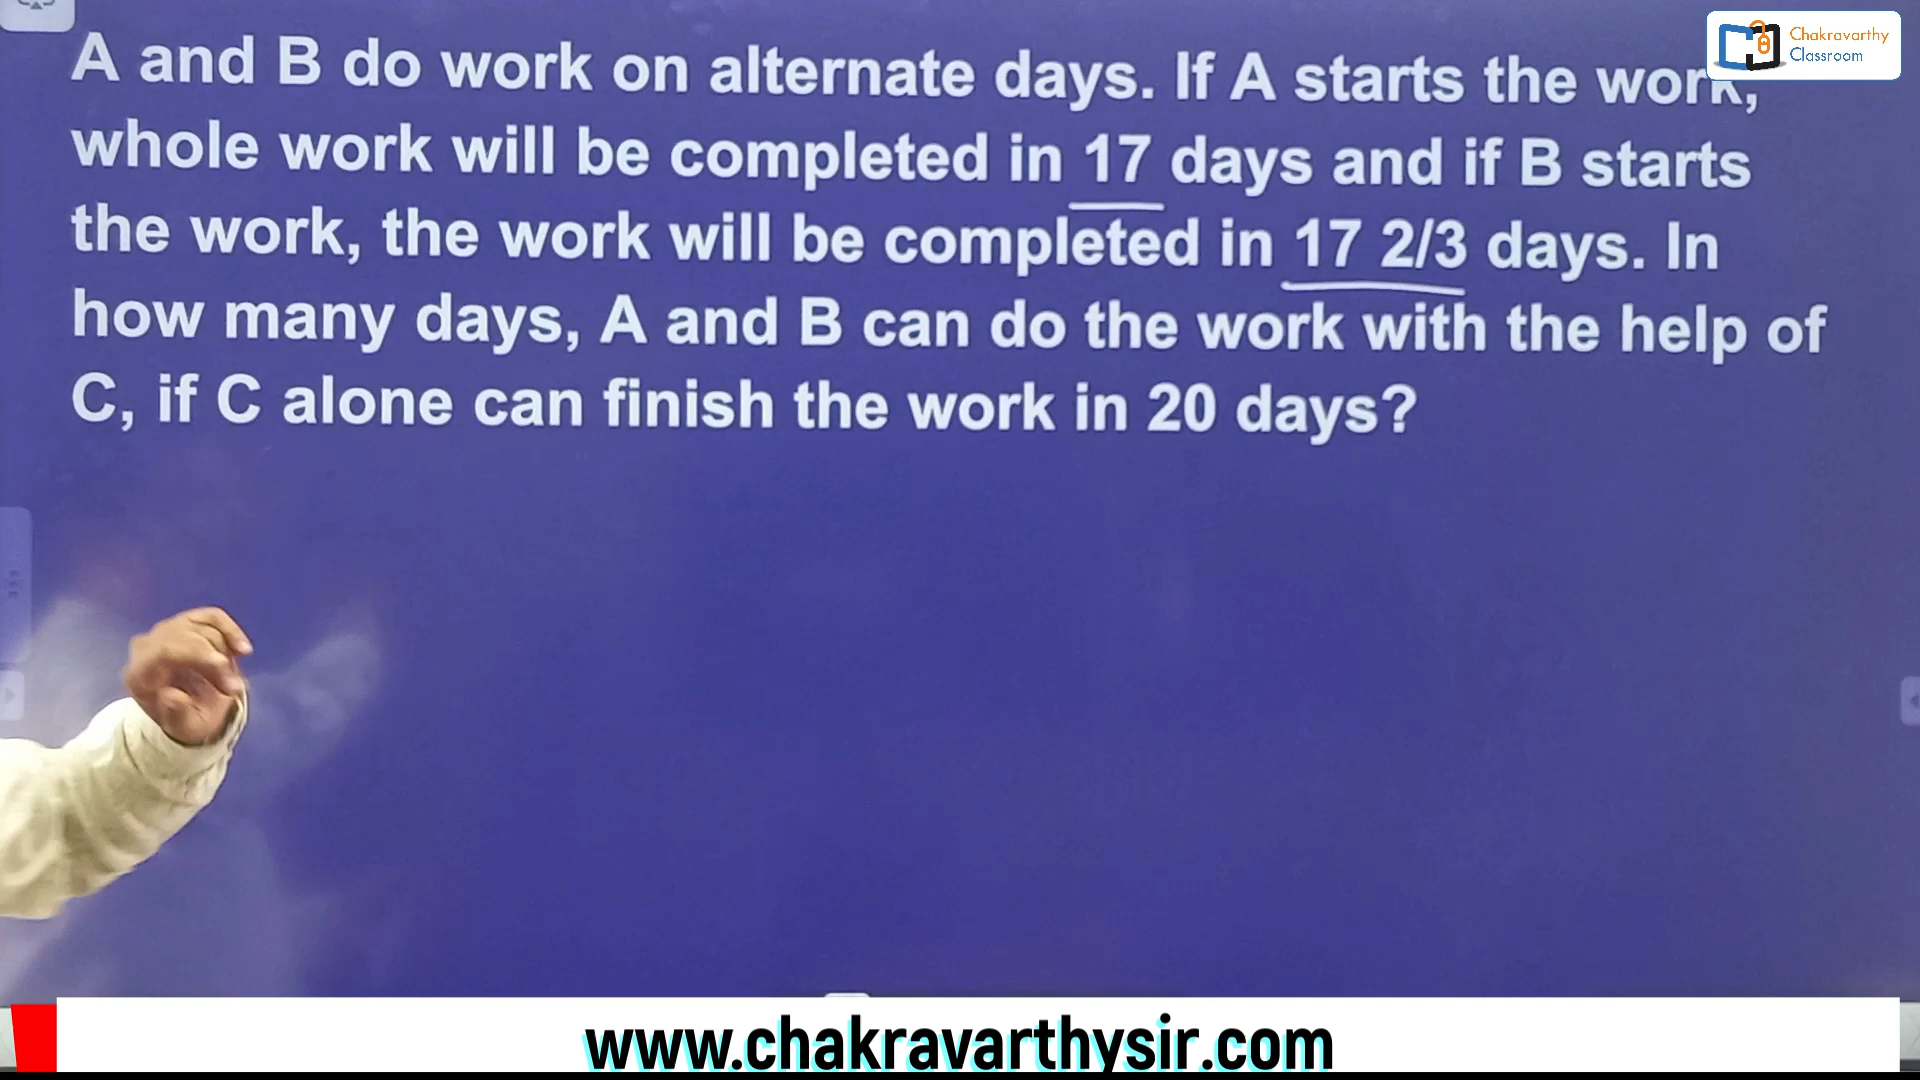 Chakravarthy
Classroom
A and B do work on alternate days. If A starts the work,
whole work will be completed in 17 days and if B starts
the work, the work will be completed in 17 2/3 days. In
how many days, A and B can do the work with the help of
C, if C alone can finish the work in 20 days?
www.chakravarthysir.com